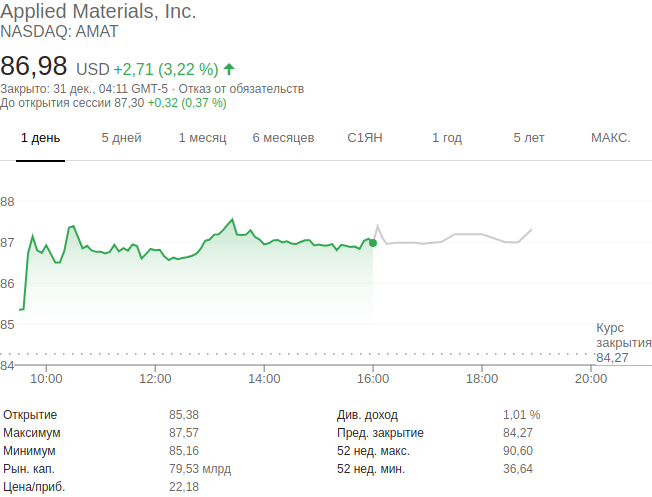 Applied Materials, Inc.
NASDAQ: AMAT
86,98 USD +2,71 (3,22 %)
Закрыто: 31 дек., 04:11 GMT-5 · Отказ от обязательств
До открытия сессии 87,30 +0,32 (0,37 %)
1 день 5 дней 1 месяц 6 месяцев С1ЯН 1 год 5 лет МАКС.
88
87
86
85
Курс
закрытия
84,27
84
10:00 12:00 14:00 16:00 18:00 20:00
Открытие 85,38 Див. доход 1,01 %
Максимум 87,57 Пред. закрытие 84,27
Минимум 85,16 52 нед. макс. 90,60
Рын. кап. 79,53 млрд 52 нед. мин. 36,64
Цена/приб. 22,18